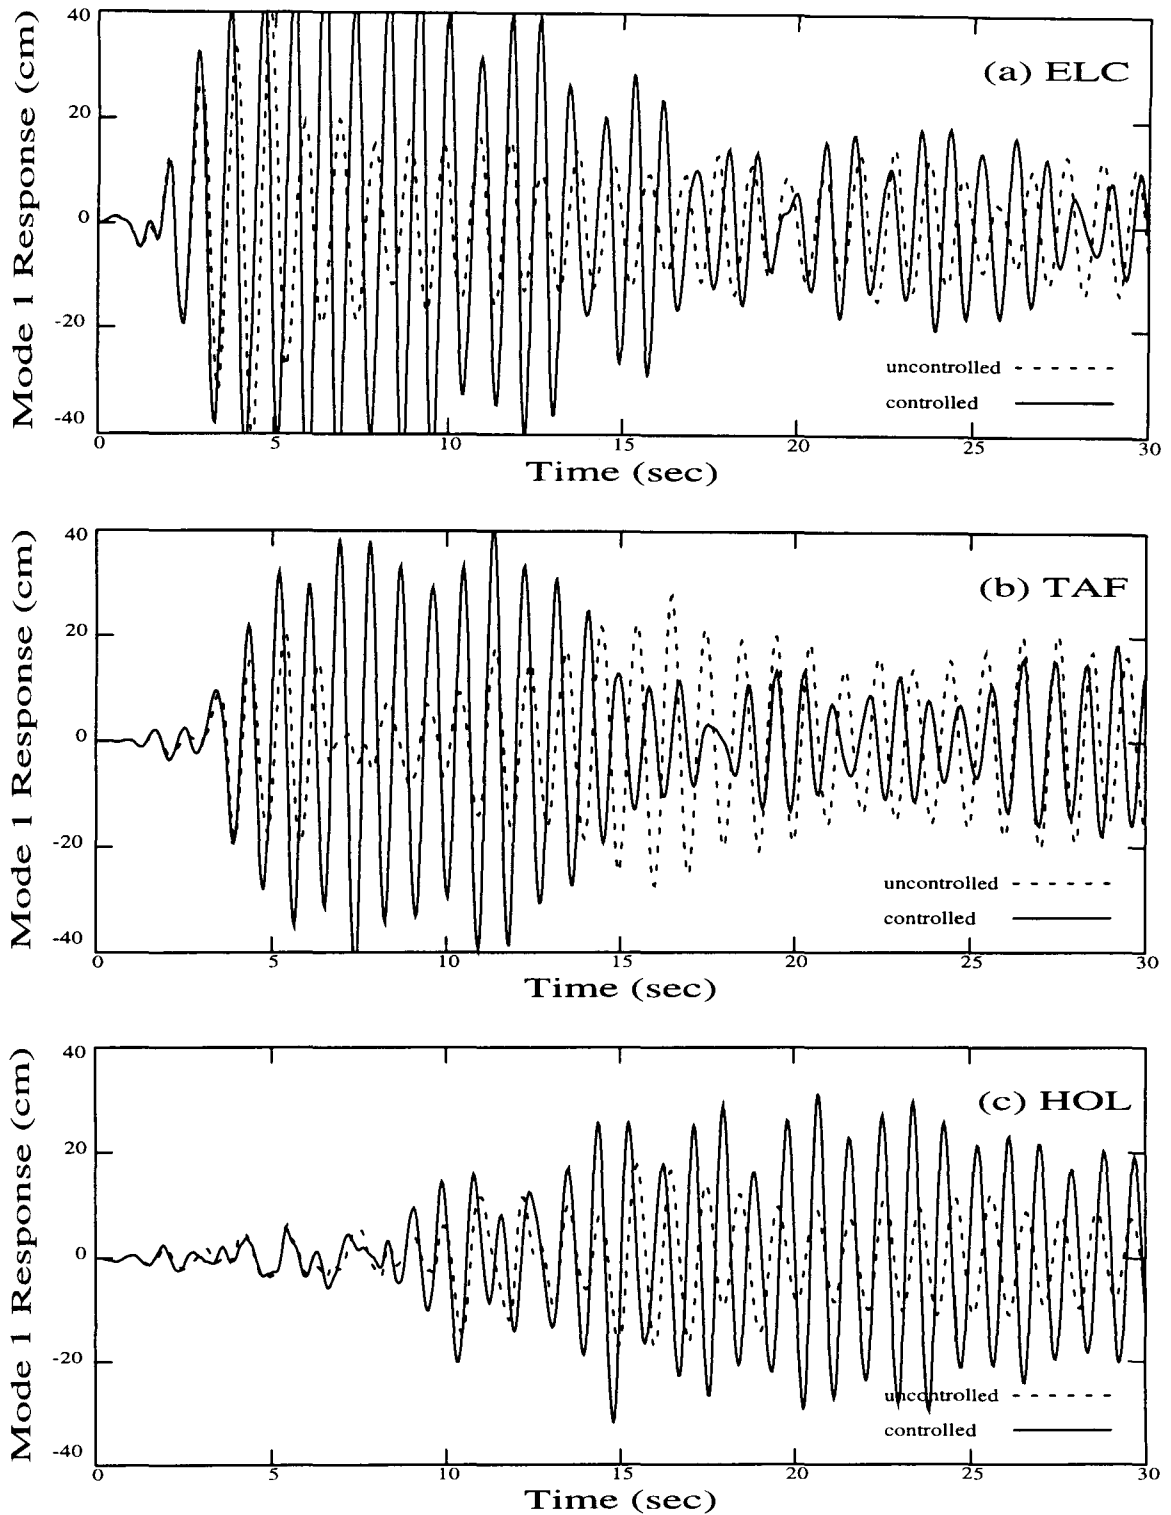 40
(a) ELC
20
Mode 1 Response (cm)
0
-20
uncontrolled
controlled
-40
0 5 10 15 20 25 30
Time (sec)
40
(b) TAF
20
Mode 1 Response (cm)
0
-20
uncontrolled
controlled
-40
0 5 10 15 20 25 30
Time (sec)
40
(c) HOL
20
Mode 1 Response (cm)
0
-20
uncontrolled
controlled
-40
0 5 10 15 20 25 30
Time (sec)